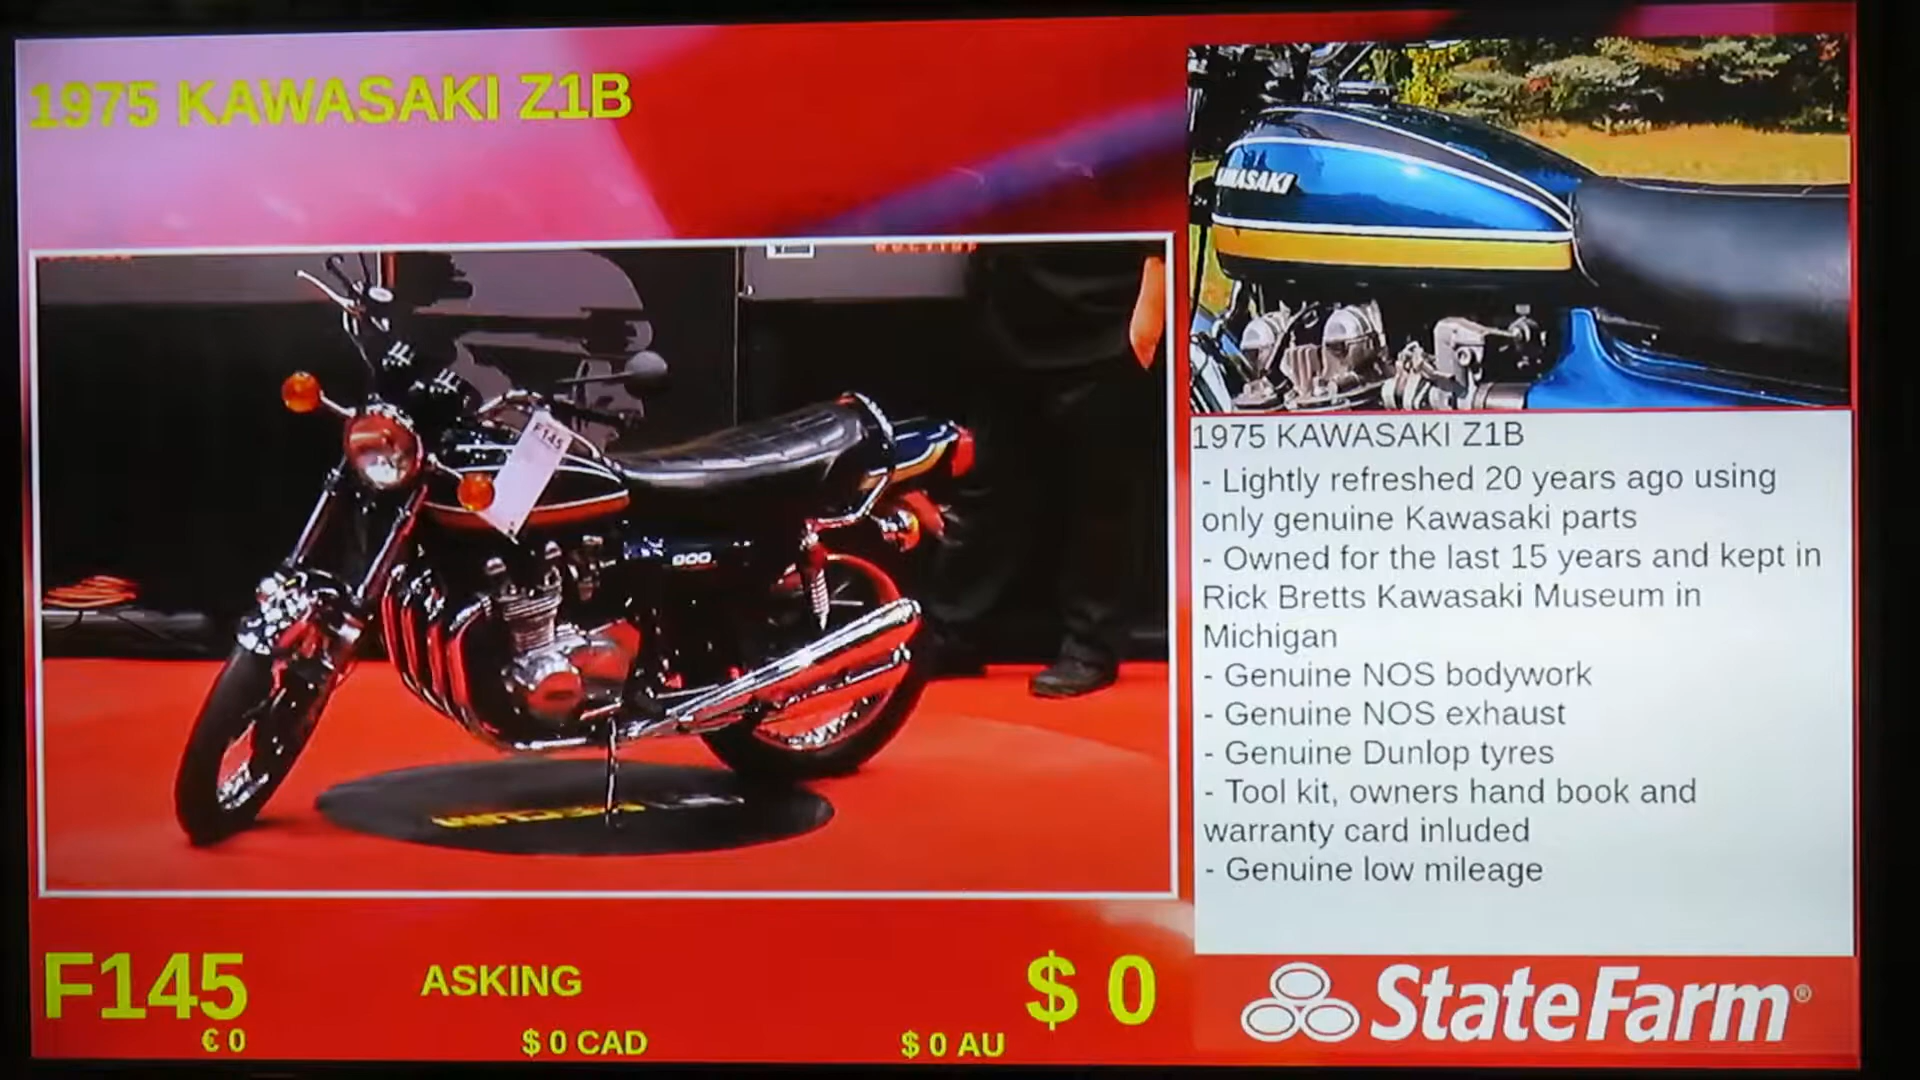 1975 KAWASAKI Z1B
KAWASAKI
F145
900
1975 KAWASAKI Z1B
- Lightly refreshed 20 years ago using
only genuine Kawasaki parts
- Owned for the last 15 years and kept in
Rick Bretts Kawasaki Museum in
Michigan
- Genuine NOS bodywork
- Genuine NOS exhaust
- Genuine Dunlop tyres
- Tool kit, owners hand book and
warranty card inluded
- Genuine low mileage
F145
ASKING
$ 0
€ 0
$ 0 CAD
$ 0 AU
StateFarm®